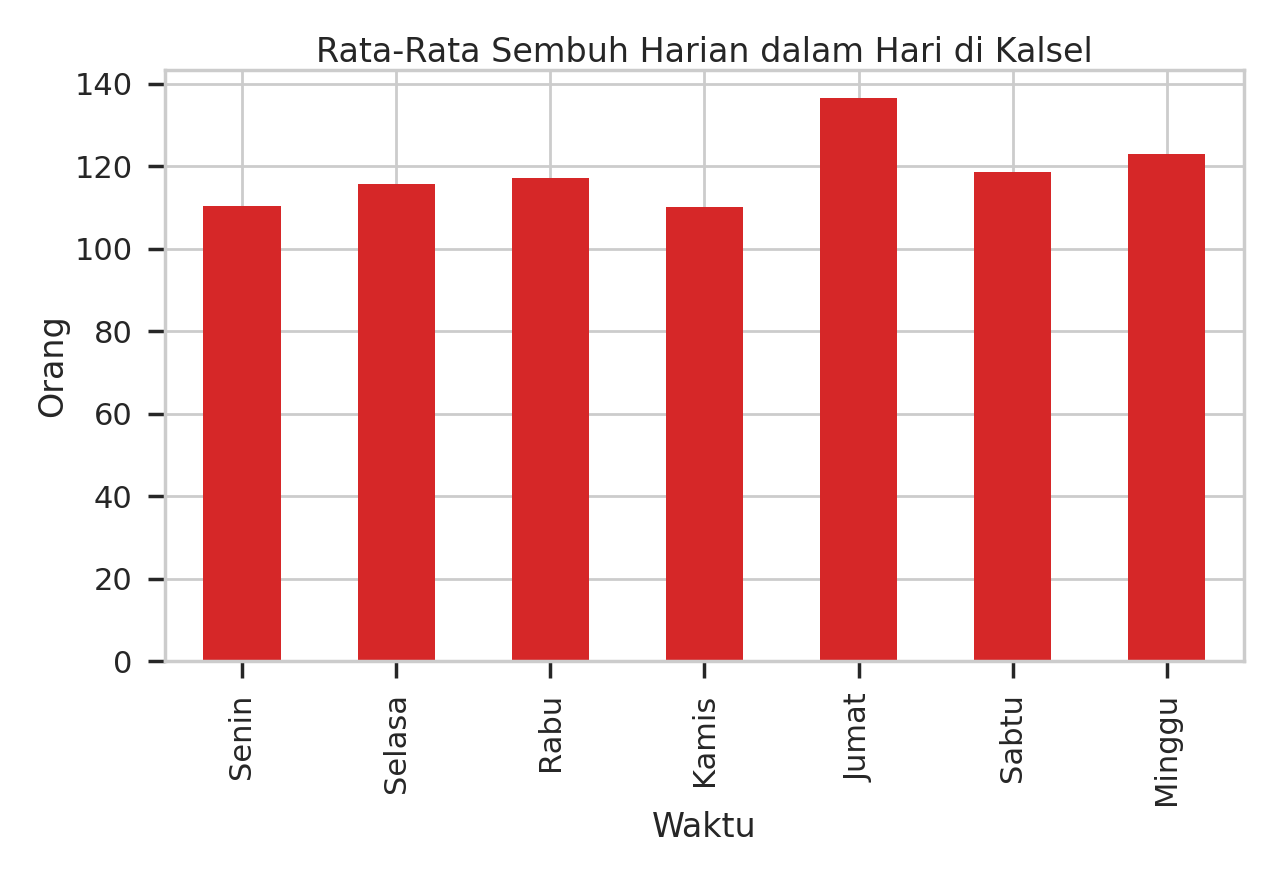 Rata-Rata Sembuh Harian dalam Hari di Kalsel
140
120
100
80
60
40
20
0
Orang
Senin
Selasa
Rabu
Kamis
Jumat
Sabtu
Minggu
Waktu